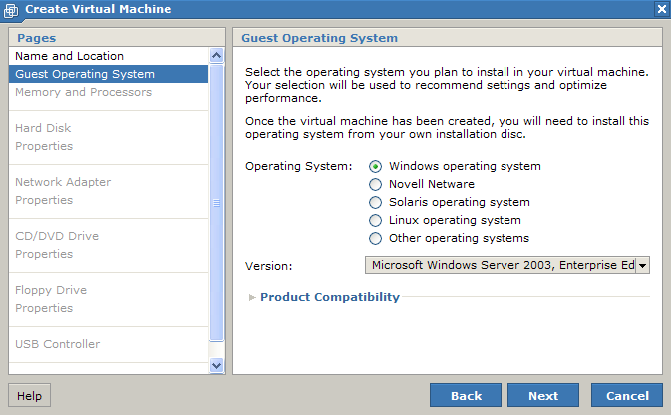 Create Virtual Machine
Pages
Name and Location
Guest Operating System
Memory and Processors
Hard Disk
Properties
Network Adapter
Properties
CD/DVD Drive
Properties
Floppy Drive
Properties
USB Controller
Guest Operating System
Select the operating system you plan to install in your virtual machine.
Your selection will be used to recommend settings and optimize
performance.
Once the virtual machine has been created, you will need to install this
operating system from your own installation disc.
Operating System: Windows operating system
Novell Netware
Solaris operating system
Linux operating system
Other operating systems
Version: Microsoft Windows Server 2003, Enterprise Ed
Product Compatibility
Help
Back
Next
Cancel